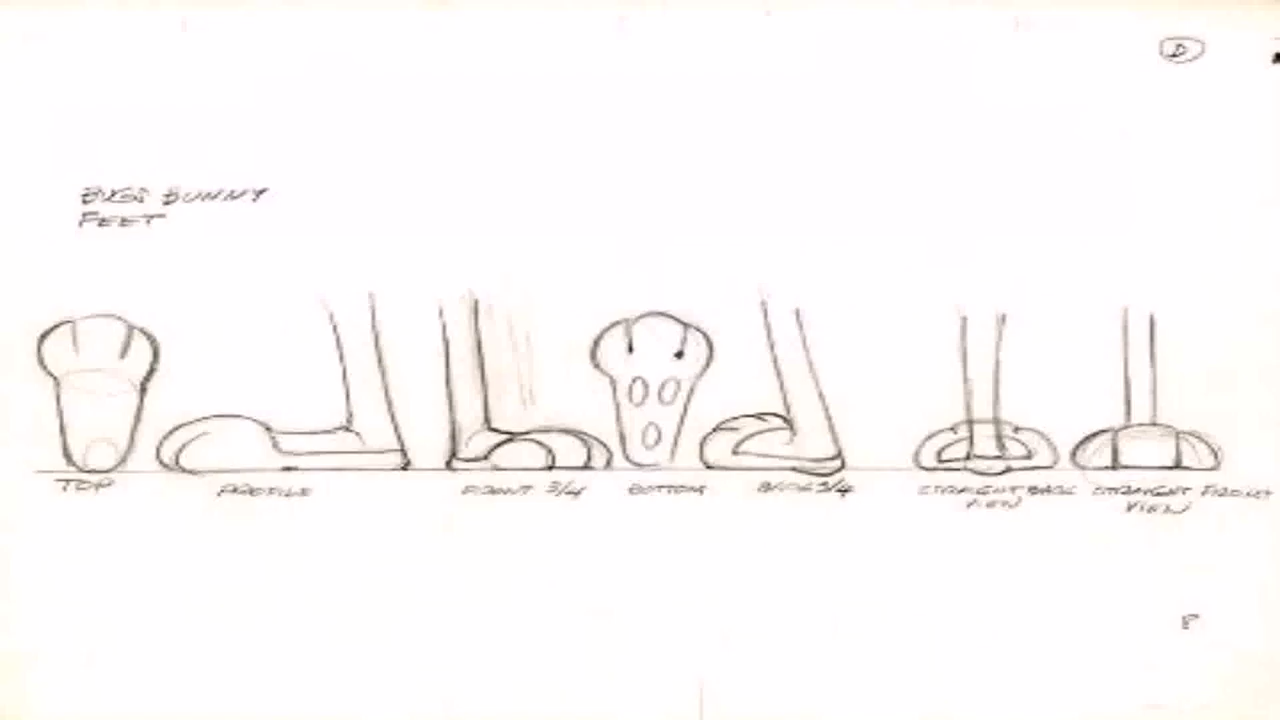 D
BUGS BUNNY
FEET
TOP
PROFILE
FRONT 3/4
BOTTOM
BACK 3/4
STRAIGHT BACK
VIEW
STRAIGHT FRONT
VIEW